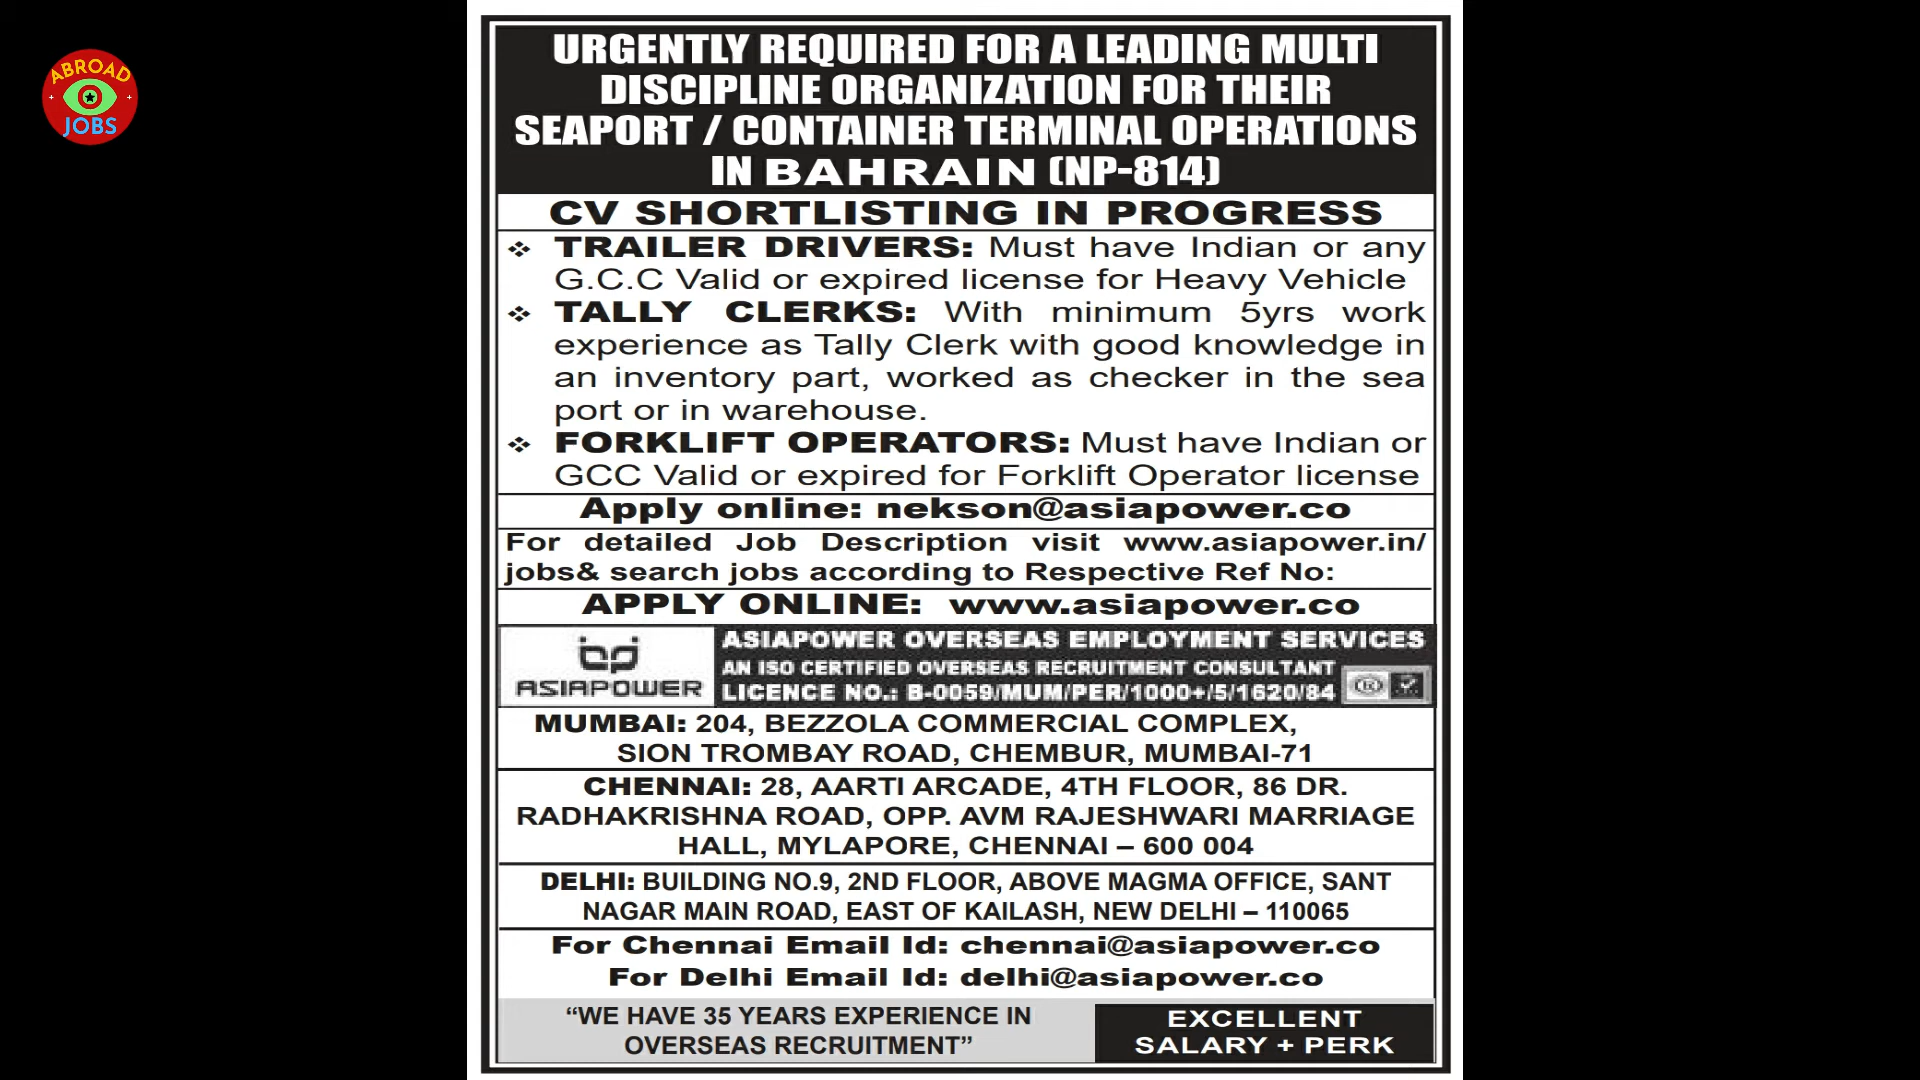 ABROAD
JOBS
URGENTLY REQUIRED FOR A LEADING MULTI
DISCIPLINE ORGANIZATION FOR THEIR
SEAPORT / CONTAINER TERMINAL OPERATIONS
IN BAHRAIN (NP-814)
CV SHORTLISTING IN PROGRESS
❖ TRAILER DRIVERS: Must have Indian or any
G.C.C Valid or expired license for Heavy Vehicle
❖ TALLY CLERKS: With minimum 5yrs work
experience as Tally Clerk with good knowledge in
an inventory part, worked as checker in the sea
port or in warehouse.
❖ FORKLIFT OPERATORS: Must have Indian or
GCC Valid or expired for Forklift Operator license
Apply online: nekson@asiapower.co
For detailed Job Description visit www.asiapower.in/
jobs& search jobs according to Respective Ref No:
APPLY ONLINE: www.asiapower.co
ASIAPOWER
ASIAPOWER OVERSEAS EMPLOYMENT SERVICES
AN ISO CERTIFIED OVERSEAS RECRUITMENT CONSULTANT
LICENCE NO.: B-0059/MUM/PER/1000+/5/1620/84
MUMBAI: 204, BEZZOLA COMMERCIAL COMPLEX,
SION TROMBAY ROAD, CHEMBUR, MUMBAI-71
CHENNAI: 28, AARTI ARCADE, 4TH FLOOR, 86 DR.
RADHAKRISHNA ROAD, OPP. AVM RAJESHWARI MARRIAGE
HALL, MYLAPORE, CHENNAI – 600 004
DELHI: BUILDING NO.9, 2ND FLOOR, ABOVE MAGMA OFFICE, SANT
NAGAR MAIN ROAD, EAST OF KAILASH, NEW DELHI – 110065
For Chennai Email Id: chennai@asiapower.co
For Delhi Email Id: delhi@asiapower.co
“WE HAVE 35 YEARS EXPERIENCE IN
OVERSEAS RECRUITMENT”
EXCELLENT
SALARY + PERK